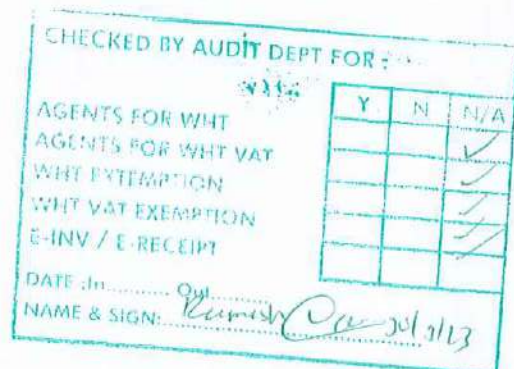 CHECKED BY AUDIT DEPT FOR :
Y N N/A
AGENTS FOR WHT ✓
AGENTS FOR WHT VAT ✓
WHT EXTEMPTION ✓
WHT VAT EXEMPTION ✓
E-INV / E-RECEIPT ✓
DATE :In.......... Out..........
NAME & SIGN: